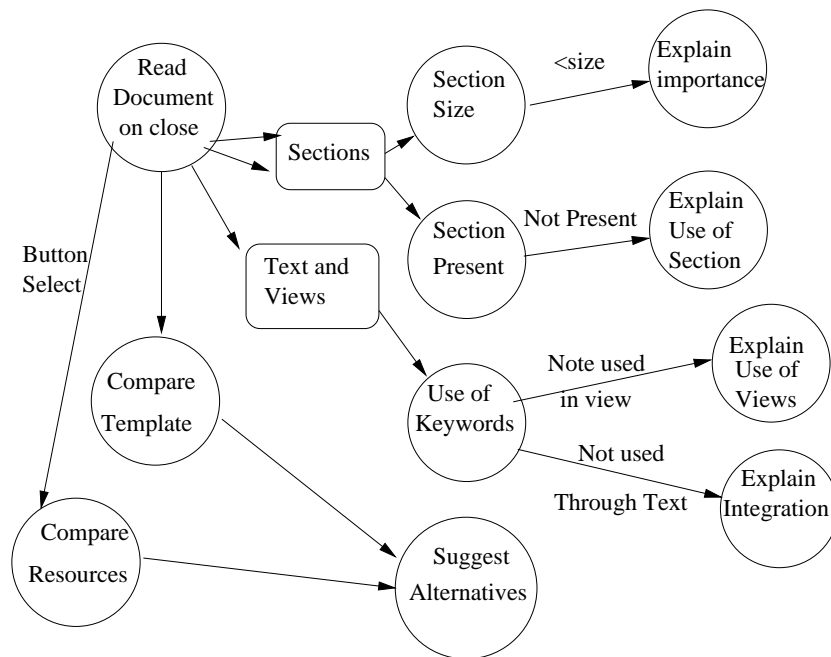 Read
Document
on close
Sections
Section
Size
<size
Explain
importance
Section
Present
Not Present
Explain
Use of
Section
Button
Select
Text and
Views
Compare
Template
Use of
Keywords
Note used
in view
Explain
Use of
Views
Not used
Through Text
Explain
Integration
Compare
Resources
Suggest
Alternatives